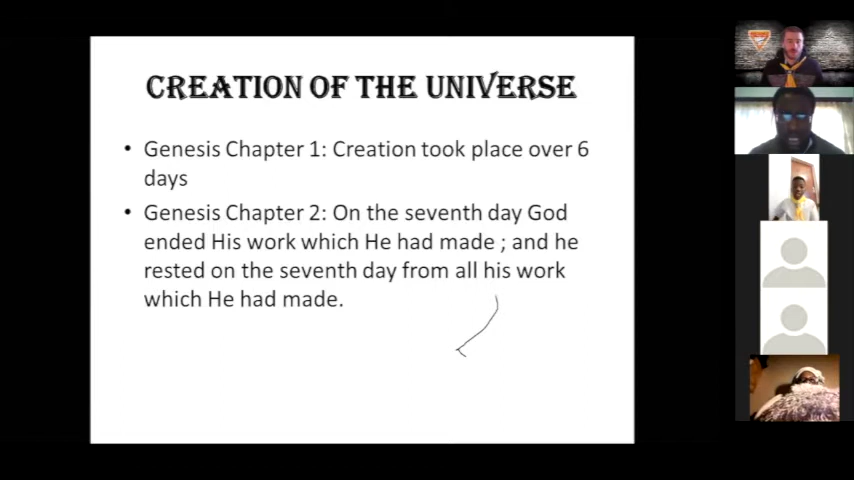 CREATION OF THE UNIVERSE
• Genesis Chapter 1: Creation took place over 6
days
• Genesis Chapter 2: On the seventh day God
ended His work which He had made ; and he
rested on the seventh day from all his work
which He had made.